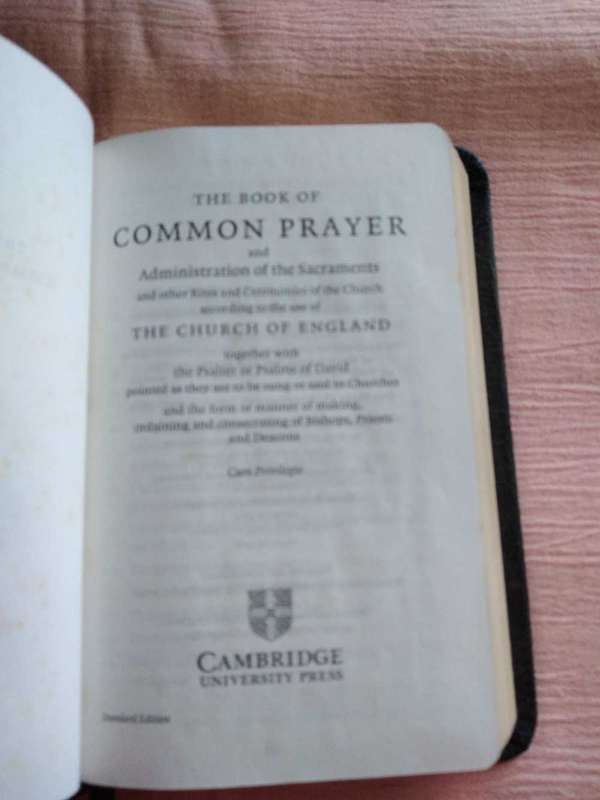 THE BOOK OF
COMMON PRAYER
and
Administration of the Sacraments
and other Rites and Ceremonies of the Church
according to the use of
THE CHURCH OF ENGLAND
together with
the Psalter or Psalms of David
pointed as they are to be sung or said in Churches
and the form or manner of making,
ordaining and consecrating of Bishops, Priests
and Deacons
Cum Privilegio
CAMBRIDGE
UNIVERSITY PRESS
Standard Edition